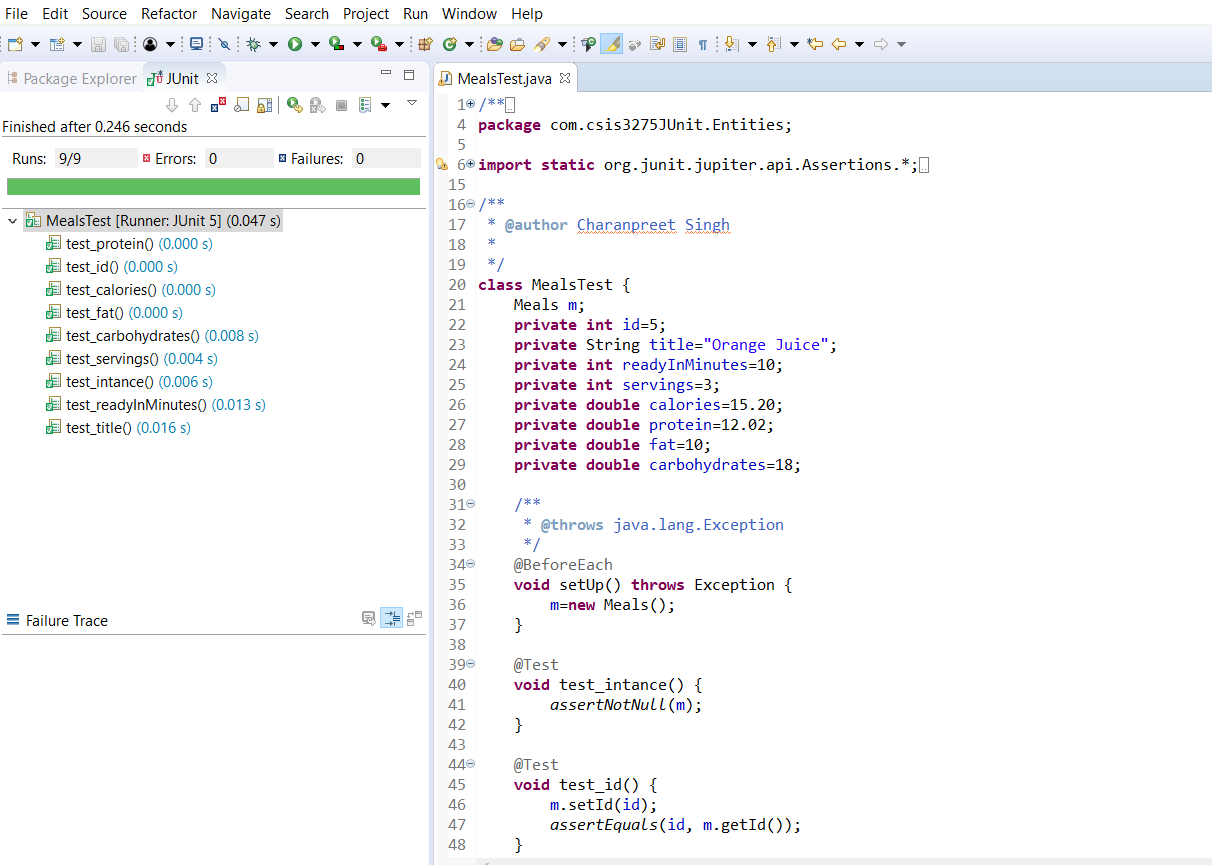 File Edit Source Refactor Navigate Search Project Run Window Help
Package Explorer JUnit
Finished after 0.246 seconds
Runs: 9/9 Errors: 0 Failures: 0
MealsTest [Runner: JUnit 5] (0.047 s)
test_protein() (0.000 s)
test_id() (0.000 s)
test_calories() (0.000 s)
test_fat() (0.000 s)
test_carbohydrates() (0.008 s)
test_servings() (0.004 s)
test_intance() (0.006 s)
test_readyInMinutes() (0.013 s)
test_title() (0.016 s)
Failure Trace
MealsTest.java
1 /**
4 package com.csis3275JUnit.Entities;
5
6 import static org.junit.jupiter.api.Assertions.*;
15
16 /**
17 * @author Charanpreet Singh
18 *
19 */
20 class MealsTest {
21 Meals m;
22 private int id=5;
23 private String title="Orange Juice";
24 private int readyInMinutes=10;
25 private int servings=3;
26 private double calories=15.20;
27 private double protein=12.02;
28 private double fat=10;
29 private double carbohydrates=18;
30
31 /**
32 * @throws java.lang.Exception
33 */
34 @BeforeEach
35 void setUp() throws Exception {
36 m=new Meals();
37 }
38
39 @Test
40 void test_intance() {
41 assertNotNull(m);
42 }
43
44 @Test
45 void test_id() {
46 m.setId(id);
47 assertEquals(id, m.getId());
48 }